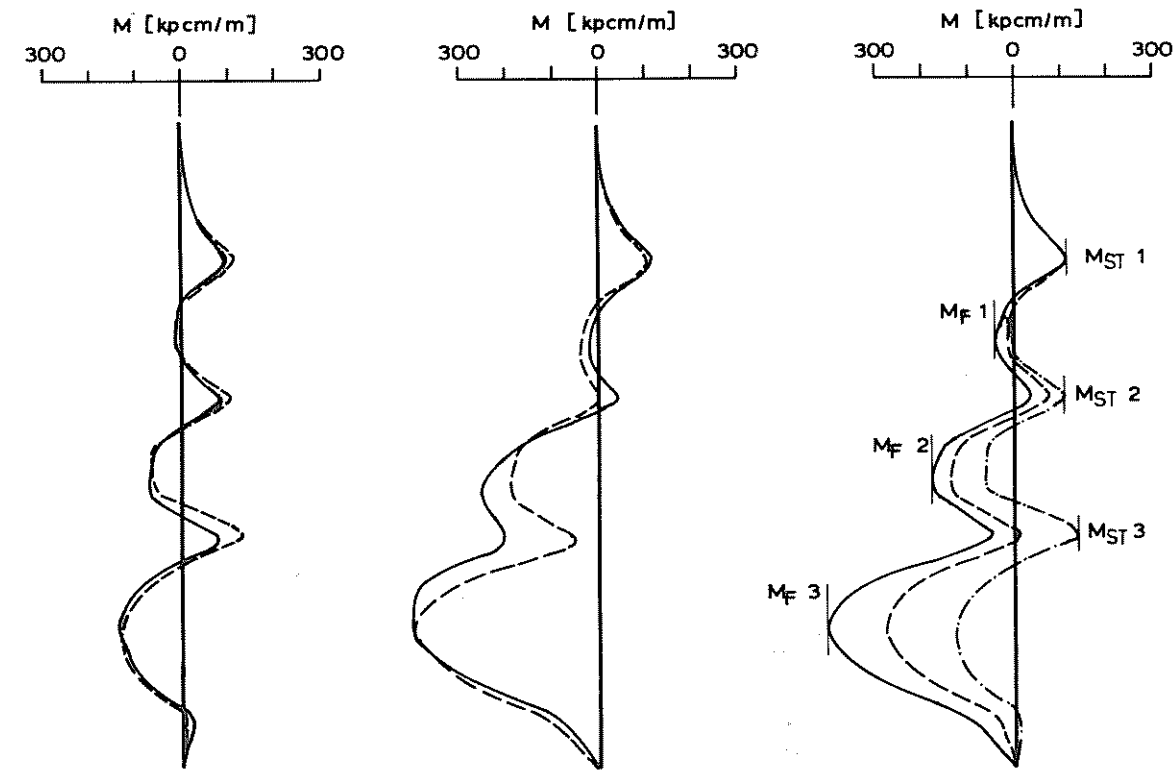 M [kpcm/m]
300 0 300
M [kpcm/m]
300 0 300
M [kpcm/m]
300 0 300
MST 1
MF 1
MST 2
MF 2
MST 3
MF 3